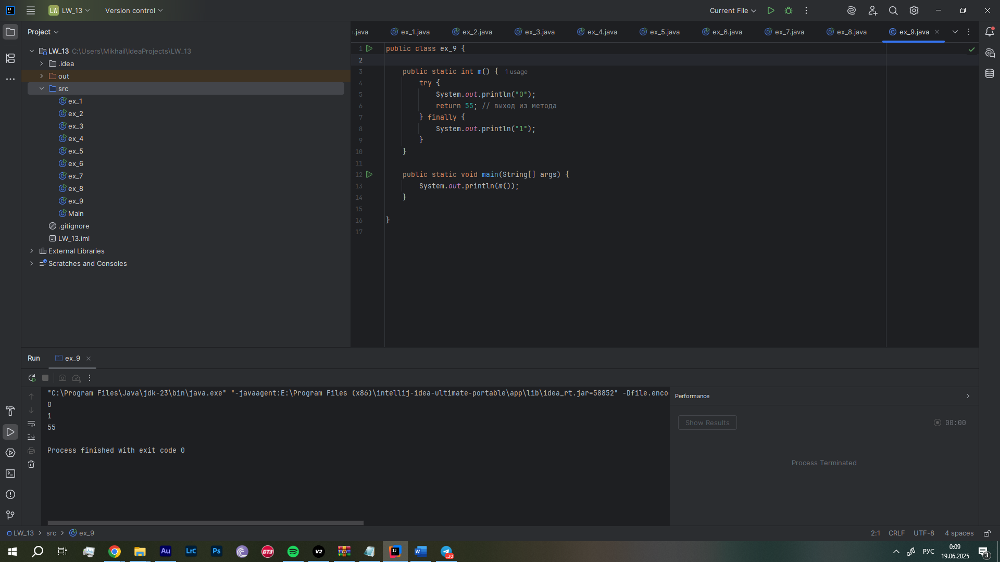 LW LW_13 Version control Current File
Project
LW_13 C:\Users\Mikhail\IdeaProjects\LW_13
.idea
out
src
ex_1
ex_2
ex_3
ex_4
ex_5
ex_6
ex_7
ex_8
ex_9
Main
.gitignore
LW_13.iml
External Libraries
Scratches and Consoles
.java ex_1.java ex_2.java ex_3.java ex_4.java ex_5.java ex_6.java ex_7.java ex_8.java ex_9.java
1 public class ex_9 {
2
3 public static int m() { 1 usage
4 try {
5 System.out.println("0");
6 return 55; // выход из метода
7 } finally {
8 System.out.println("1");
9 }
10 }
11
12 public static void main(String[] args) {
13 System.out.println(m());
14 }
15
16 }
17
Run ex_9
"C:\Program Files\Java\jdk-23\bin\java.exe" "-javaagent:E:\Program Files (x86)\intellij-idea-ultimate-portable\app\lib\idea_rt.jar=58852" -Dfile.enco
0
1
55
Process finished with exit code 0
Performance
Show Results 00:00
Process Terminated
LW_13 src ex_9 2:1 CRLF UTF-8 4 spaces
Au LrC Ps GT3 V2 IJ W 20 РУС 0:09 3
19.06.2025